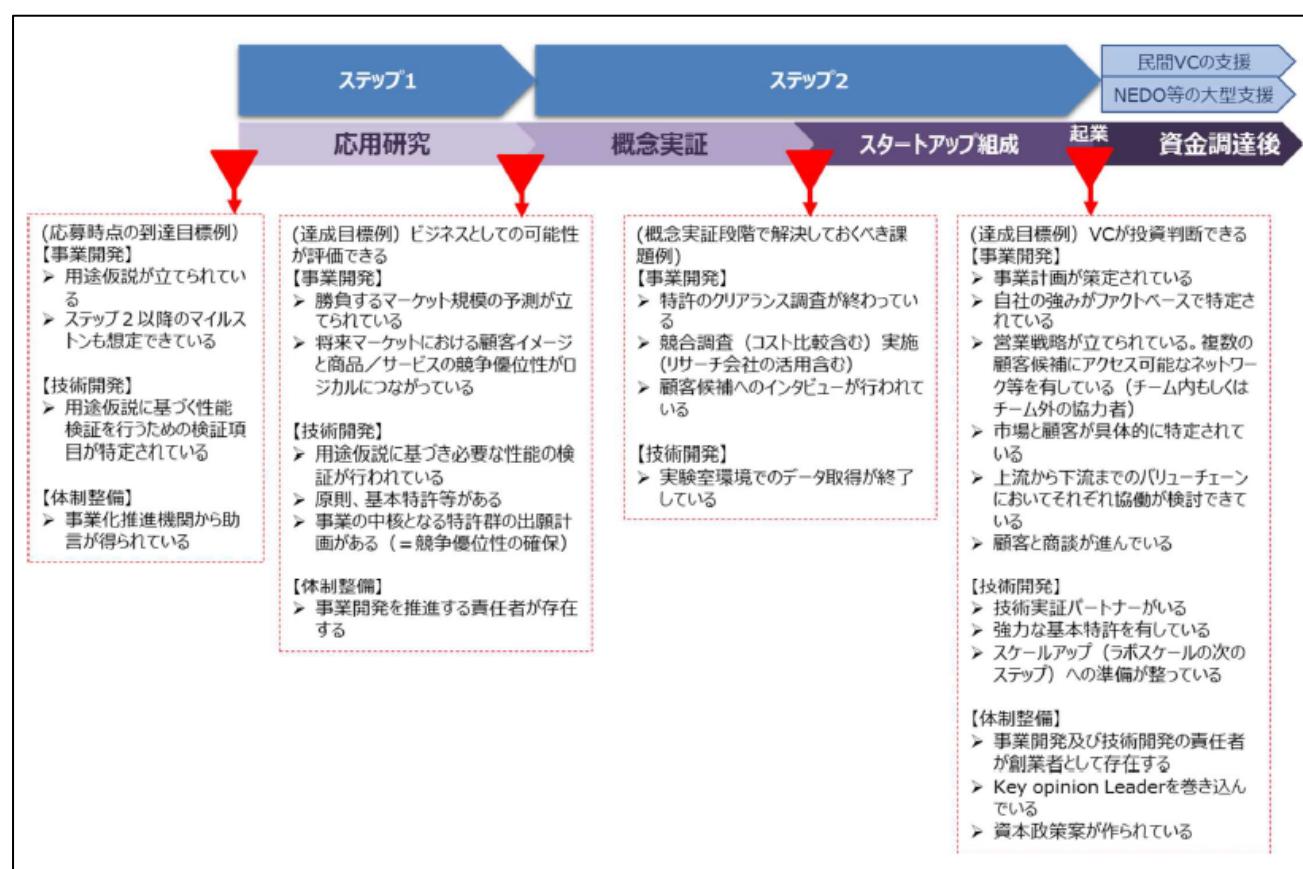 ステップ1
ステップ2
民間VCの支援
NEDO等の大型支援
応用研究
概念実証
スタートアップ組成
起業
資金調達後
(応募時点の到達目標例)
【事業開発】
➢ 用途仮説が立てられてい
る
➢ ステップ2以降のマイルス
トンも想定できている
【技術開発】
➢ 用途仮説に基づく性能
検証を行うための検証項
目が特定されている
【体制整備】
➢ 事業化推進機関から助
言が得られている
(達成目標例) ビジネスとしての可能性
が評価できる
【事業開発】
➢ 勝負するマーケット規模の予測が立
てられている
➢ 将来マーケットにおける顧客イメージ
と商品/サービスの競争優位性がロ
ジカルにつながっている
【技術開発】
➢ 用途仮説に基づき必要な性能の検
証が行われている
➢ 原則、基本特許等がある
➢ 事業の中核となる特許群の出願計
画がある(=競争優位性の確保)
【体制整備】
➢ 事業開発を推進する責任者が存在
する
(概念実証段階で解決しておくべき課
題例)
【事業開発】
➢ 特許のクリアランス調査が終わってい
る
➢ 競合調査(コスト比較含む)実施
(リサーチ会社の活用含む)
➢ 顧客候補へのインタビューが行われて
いる
【技術開発】
➢ 実験室環境でのデータ取得が終了
している
(達成目標例) VCが投資判断できる
【事業開発】
➢ 事業計画が策定されている
➢ 自社の強みがファクトベースで特定さ
れている
➢ 営業戦略が立てられている。複数の
顧客候補にアクセス可能なネットワー
ク等を有している(チーム内もしくは
チーム外の協力者)
➢ 市場と顧客が具体的に特定されて
いる
➢ 上流から下流までのバリューチェーン
においてそれぞれ協働が検討できて
いる
➢ 顧客と商談が進んでいる
【技術開発】
➢ 技術実証パートナーがいる
➢ 強力な基本特許を有している
➢ スケールアップ(ラボスケールの次の
ステップ)への準備が整っている
【体制整備】
➢ 事業開発及び技術開発の責任者
が創業者として存在する
➢ Key opinion Leaderを巻き込ん
でいる
➢ 資本政策案が作られている